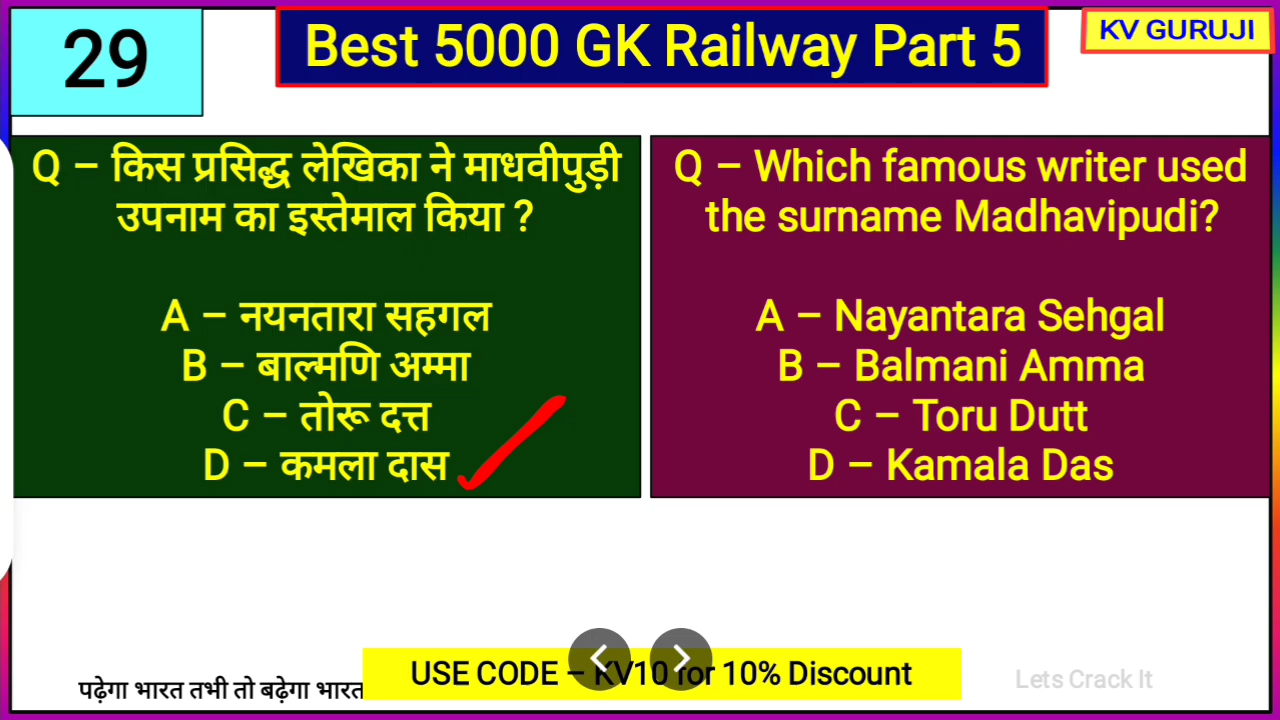 29
Best 5000 GK Railway Part 5
KV GURUJI
Q – किस प्रसिद्ध लेखिका ने माधवीपुड़ी
उपनाम का इस्तेमाल किया ?
A – नयनतारा सहगल
B – बाल्मणि अम्मा
C – तोरू दत्त
D – कमला दास
Q – Which famous writer used
the surname Madhavipudi?
A – Nayantara Sehgal
B – Balmani Amma
C – Toru Dutt
D – Kamala Das
पढ़ेगा भारत तभी तो बढ़ेगा भारत
USE CODE – KV10 for 10% Discount
Lets Crack It